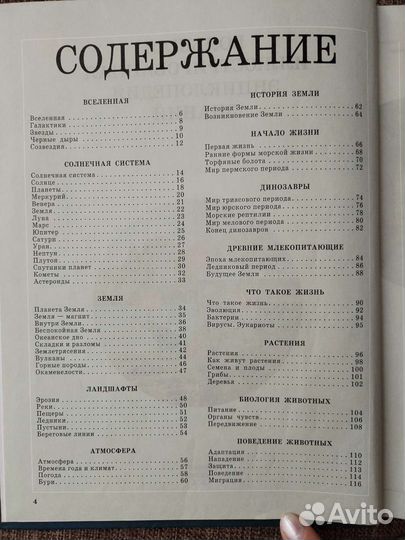 СОДЕРЖАНИЕ
ВСЕЛЕННАЯ
Вселенная 6
Галактики 8
Звезды 9
Черные дыры 10
Созвездия 12
СОЛНЕЧНАЯ СИСТЕМА
Солнечная система 14
Солнце 16
Планеты 18
Меркурий 20
Венера 21
Земля 22
Луна 23
Марс 24
Юпитер 25
Сатурн 26
Уран 27
Нептун 28
Плутон 29
Спутники планет 30
Кометы 32
Астероиды 33
ЗЕМЛЯ
Планета Земля 34
Земля — магнит 35
Внутри Земли 36
Беспокойная Земля 38
Океанское дно 40
Складки и разломы 41
Землетрясения 42
Вулканы 44
Горные породы 46
Окаменелости 47
ЛАНДШАФТЫ
Эрозия 48
Реки 50
Пещеры 51
Ледники 52
Пустыни 53
Береговые линии 54
АТМОСФЕРА
Атмосфера 56
Времена года и климат 57
Погода 58
Бури 60
4
ИСТОРИЯ ЗЕМЛИ
История Земли 62
Возникновение Земли 64
НАЧАЛО ЖИЗНИ
Первая жизнь 66
Ранние формы морской жизни 68
Торфяные болота 70
Мир пермского периода 72
ДИНОЗАВРЫ
Мир триасового периода 74
Мир юрского периода 76
Морские рептилии 78
Мир мелового периода 80
Конец динозавров 82
ДРЕВНИЕ МЛЕКОПИТАЮЩИЕ
Эпоха млекопитающих 84
Ледниковый период 86
Будущее Земли 88
ЧТО ТАКОЕ ЖИЗНЬ
Что такое жизнь 90
Эволюция 92
Бактерии 94
Вирусы. Эукариоты 95
РАСТЕНИЯ
Растения 96
Как живут растения 98
Семена и плоды 100
Грибы 101
Деревья 102
БИОЛОГИЯ ЖИВОТНЫХ
Питание 104
Органы чувств 106
Передвижение 108
ПОВЕДЕНИЕ ЖИВОТНЫХ
Адаптация 110
Нападение 112
Защита 113
Поведение 114
Миграция 116
Avito